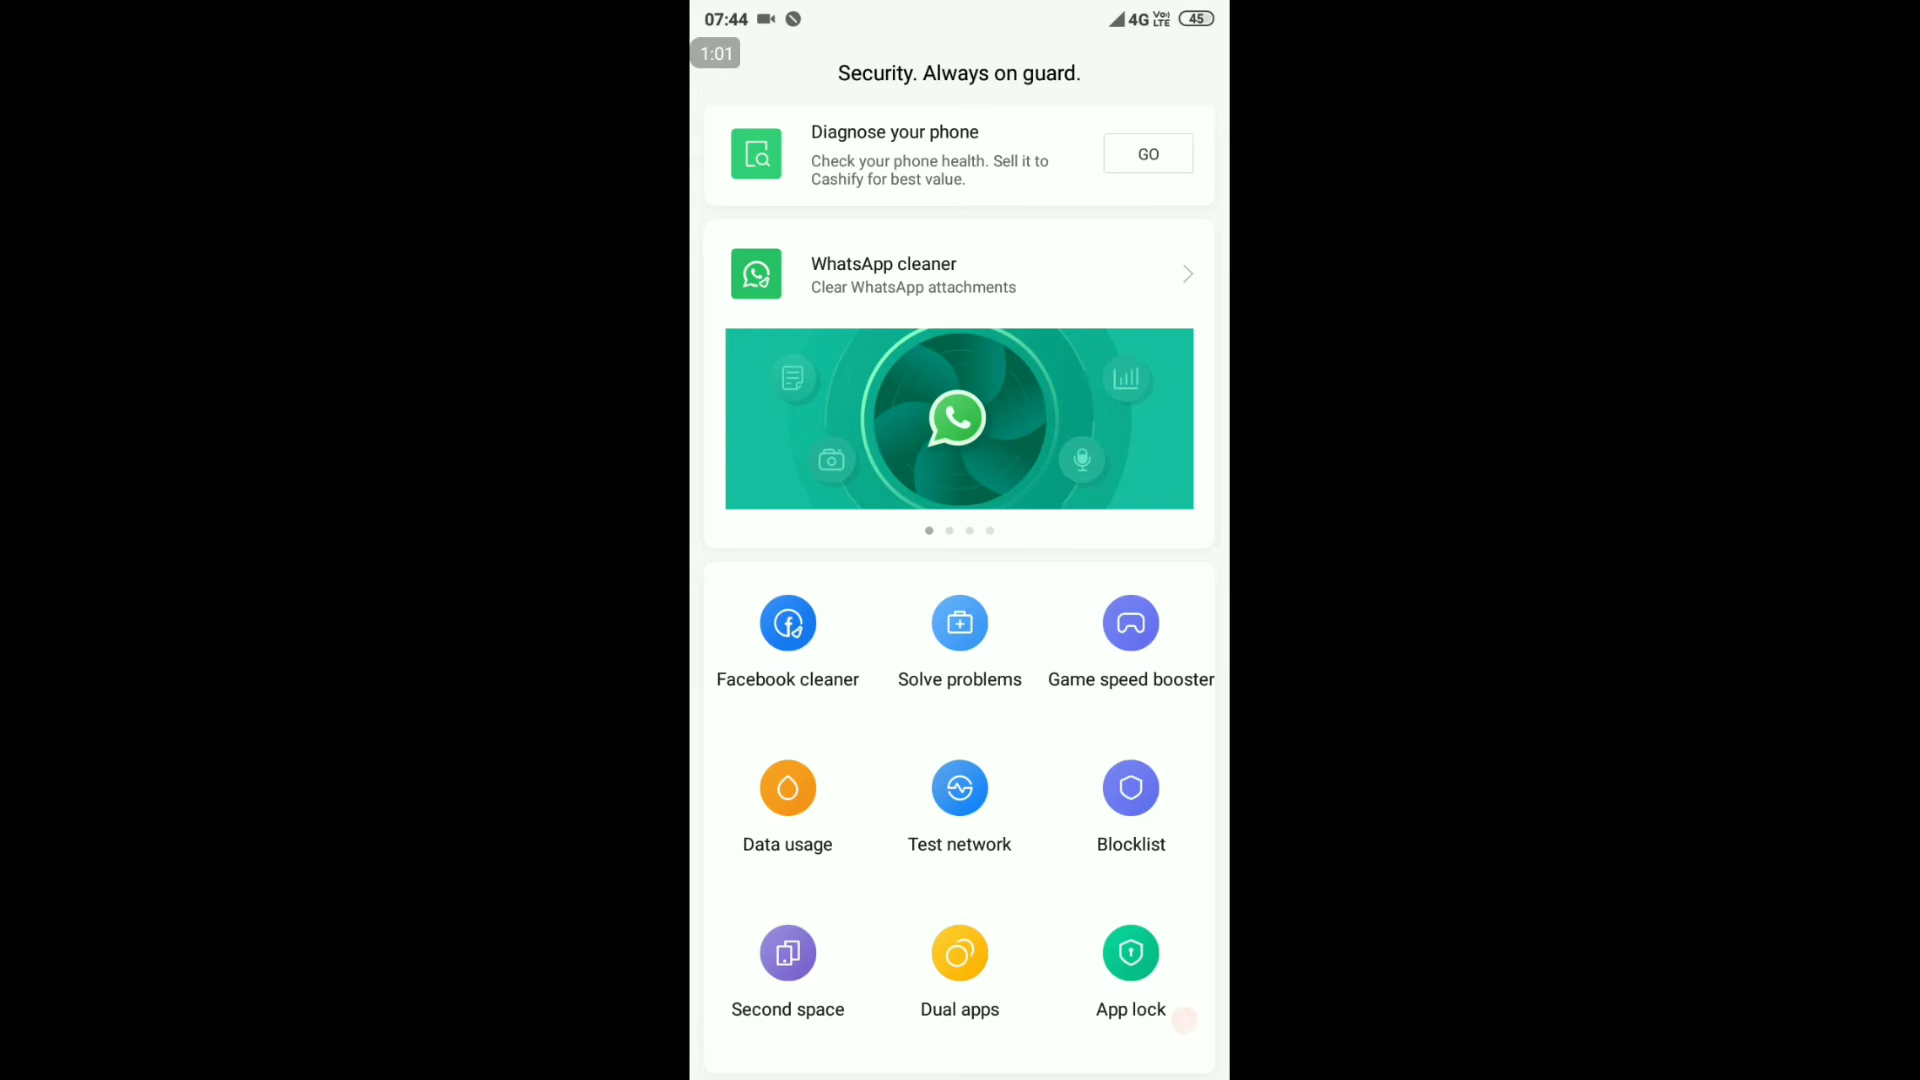 07:44 4G Vo) LTE 45
1:01
Security. Always on guard.
Diagnose your phone
Check your phone health. Sell it to
Cashify for best value.
GO
WhatsApp cleaner
Clear WhatsApp attachments
Facebook cleaner Solve problems Game speed booster
Data usage Test network Blocklist
Second space Dual apps App lock